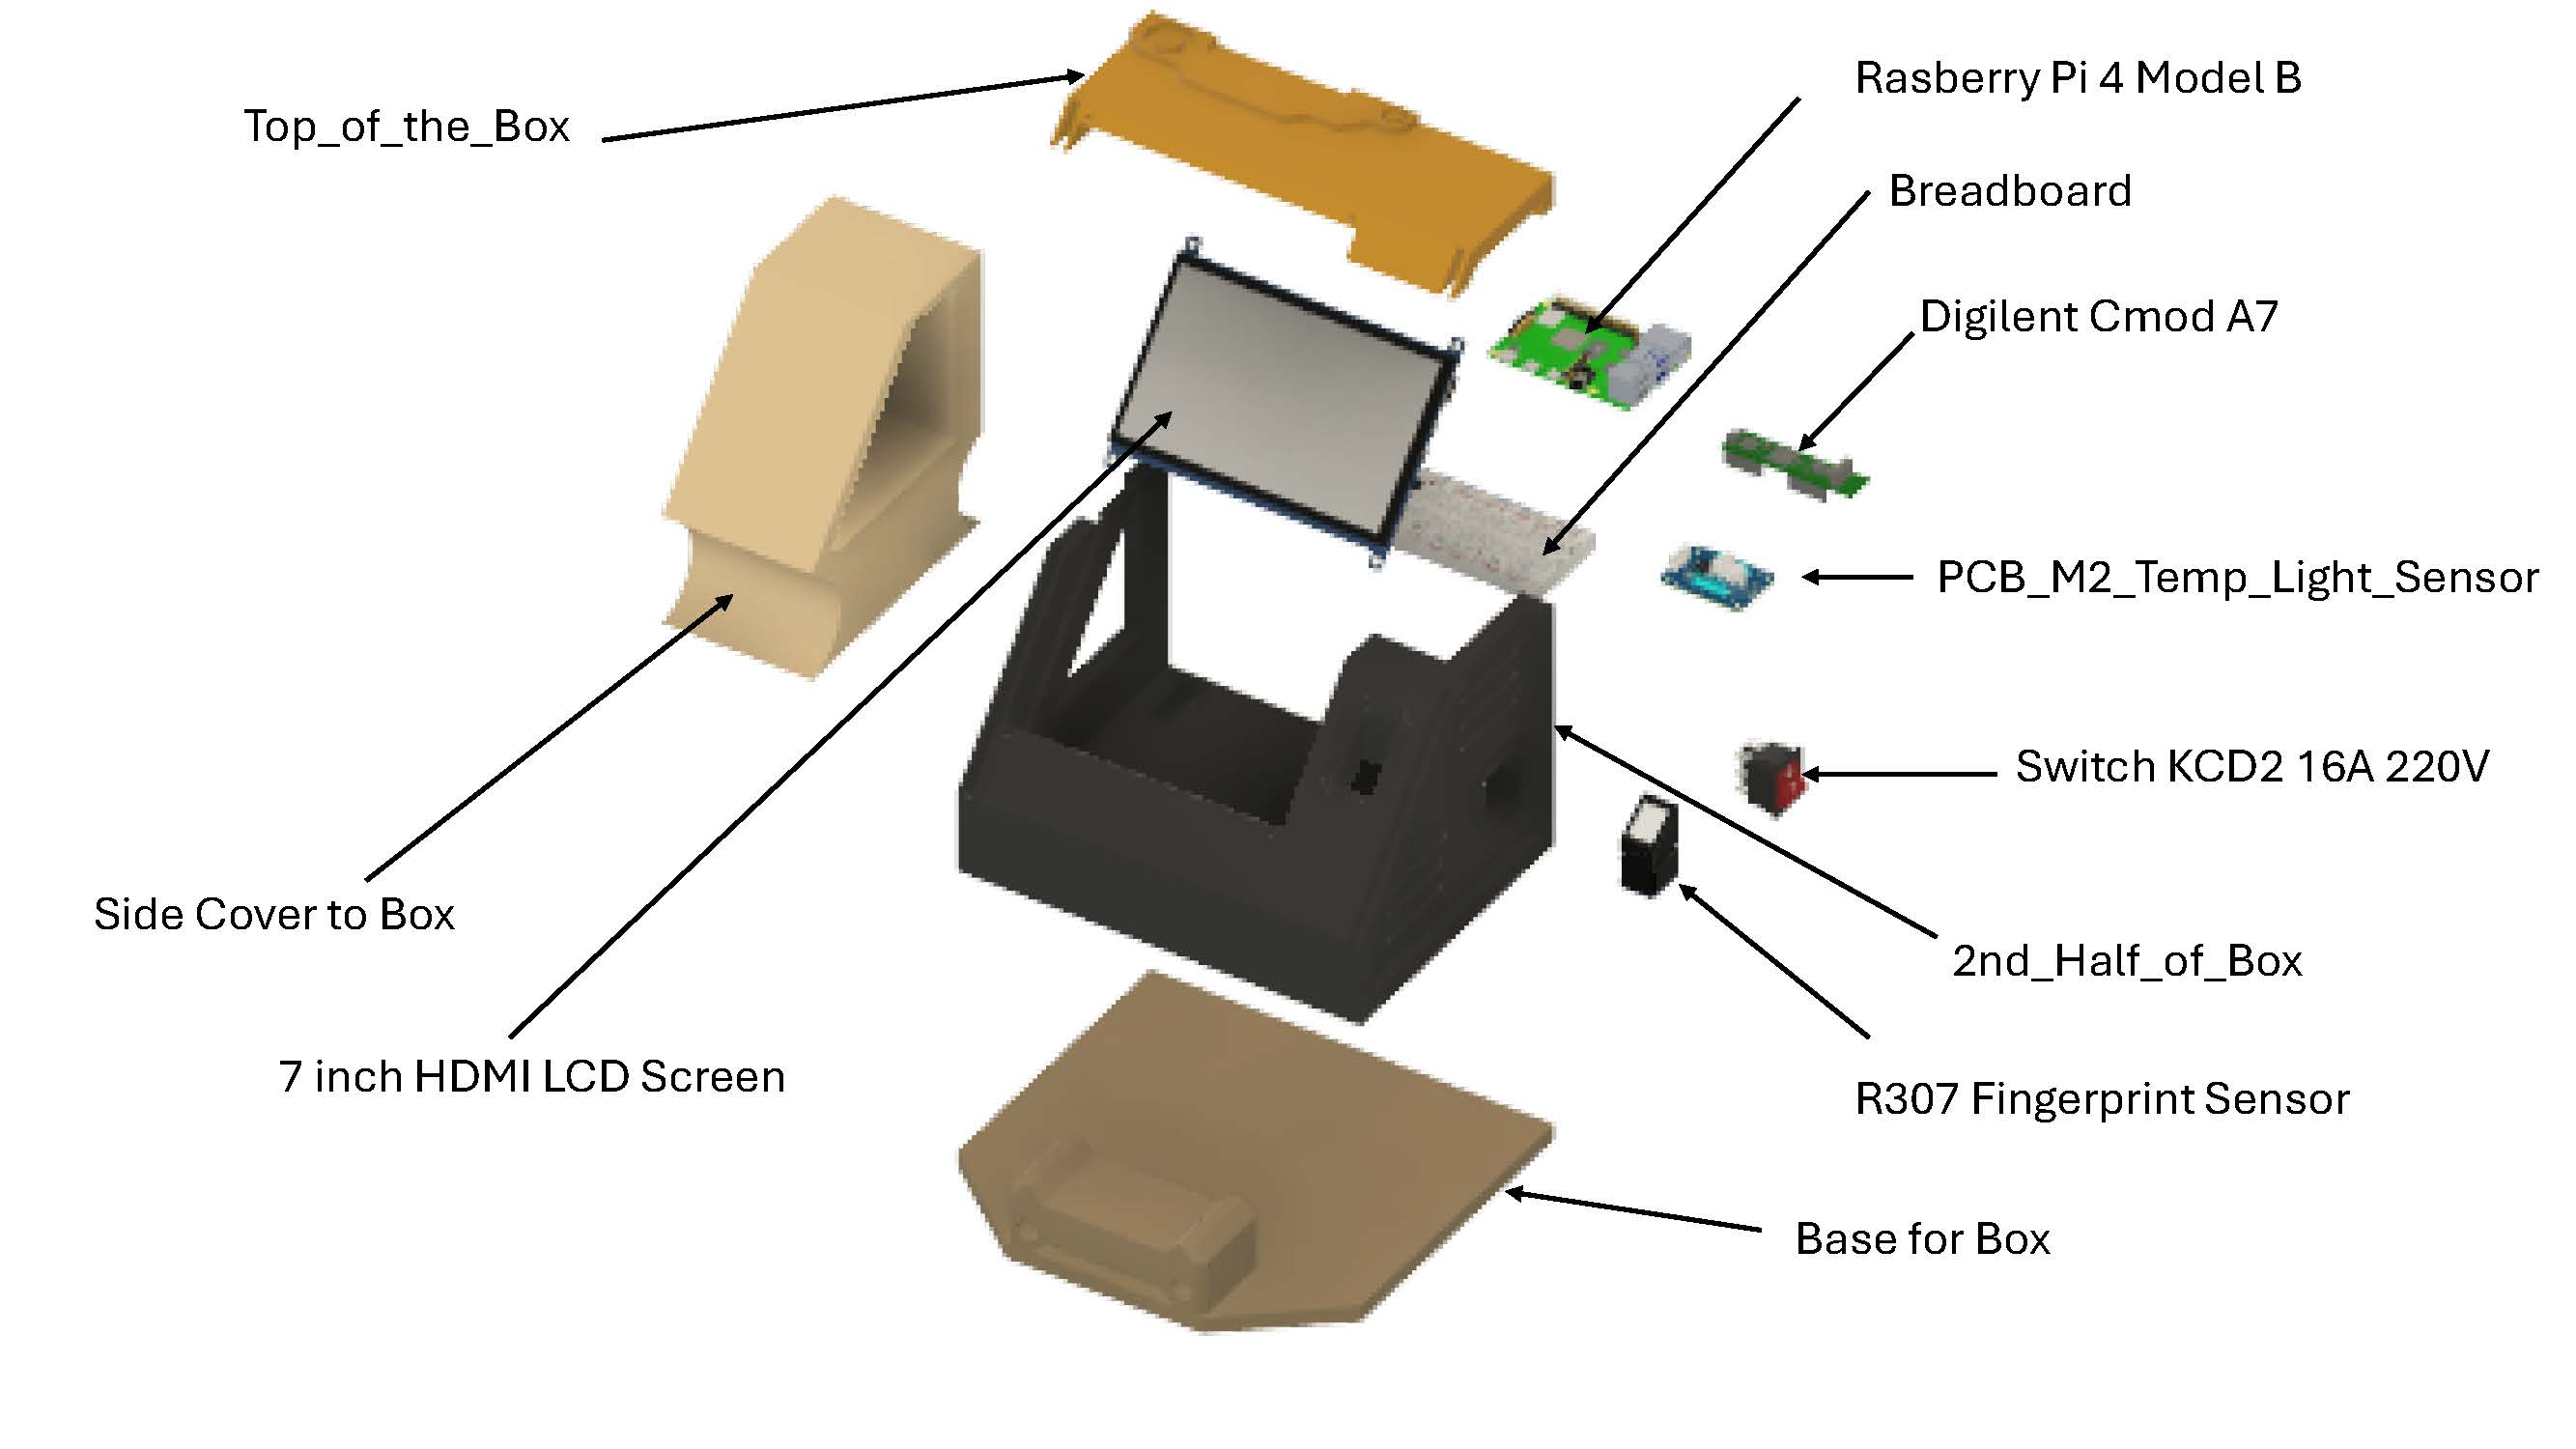 Rasberry Pi 4 Model B
Top_of_the_Box
Breadboard
Digilent Cmod A7
PCB_M2_Temp_Light_Sensor
Switch KCD2 16A 220V
Side Cover to Box
2nd_Half_of_Box
7 inch HDMI LCD Screen
R307 Fingerprint Sensor
Base for Box